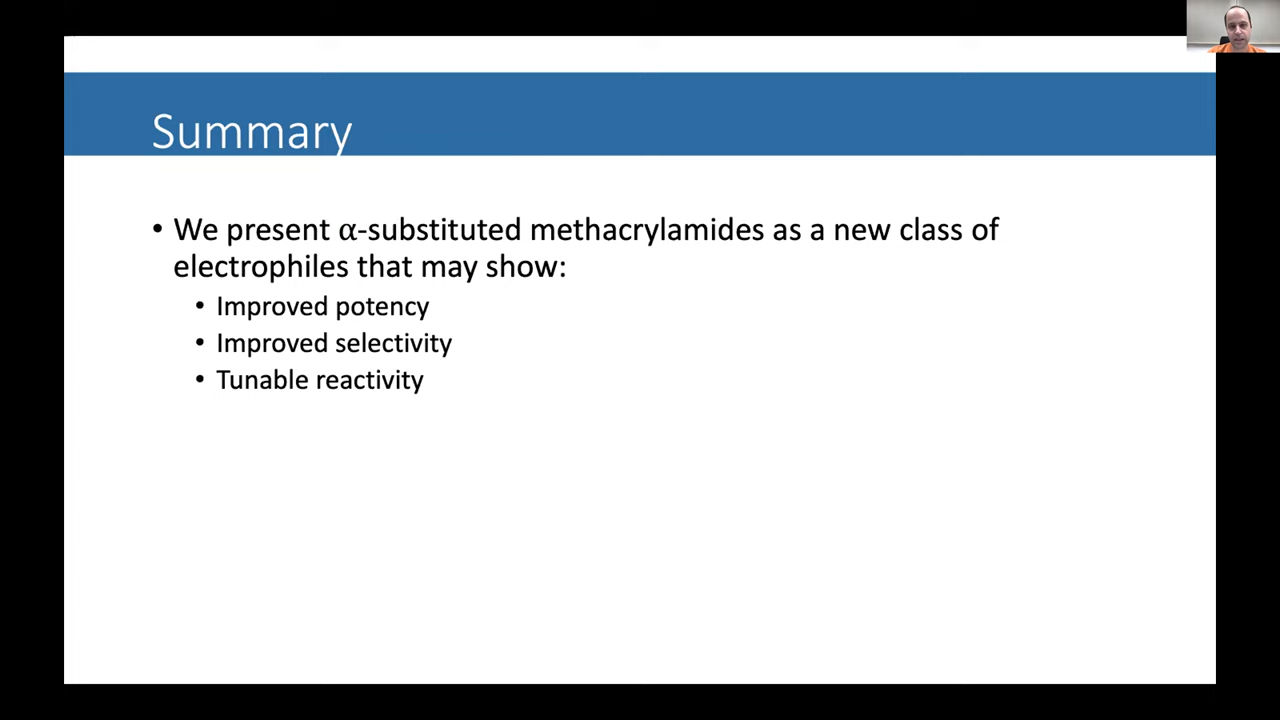 Summary
• We present α-substituted methacrylamides as a new class of
electrophiles that may show:
• Improved potency
• Improved selectivity
• Tunable reactivity